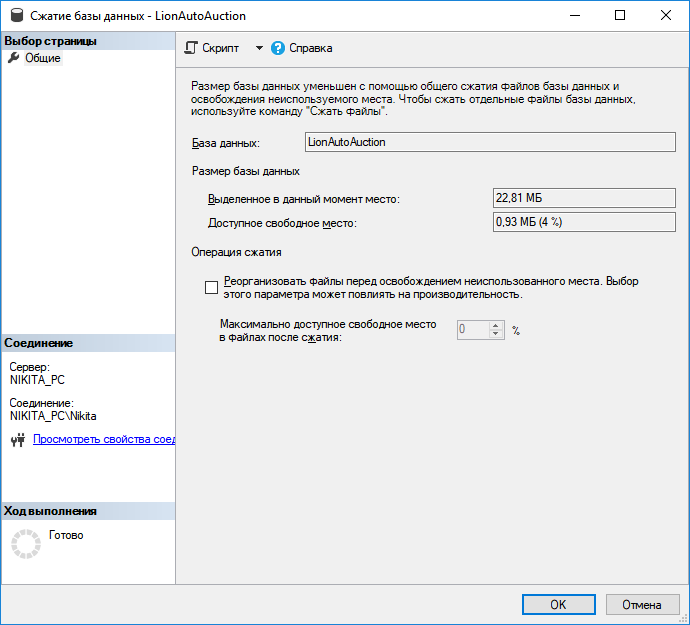 Сжатие базы данных - LionAutoAuction
Выбор страницы
Общие
Скрипт
Справка
Размер базы данных уменьшен с помощью общего сжатия файлов базы данных и
освобождения неиспользуемого места. Чтобы сжать отдельные файлы базы данных,
используйте команду "Сжать файлы".
База данных:
LionAutoAuction
Размер базы данных
Выделенное в данный момент место:
22,81 МБ
Доступное свободное место:
0,93 МБ (4 %)
Операция сжатия
Реорганизовать файлы перед освобождением неиспользованного места. Выбор
этого параметра может повлиять на производительность.
Максимально доступное свободное место
в файлах после сжатия:
0
%
Соединение
Сервер:
NIKITA_PC
Соединение:
NIKITA_PC\Nikita
Просмотреть свойства соед
Ход выполнения
Готово
OK
Отмена